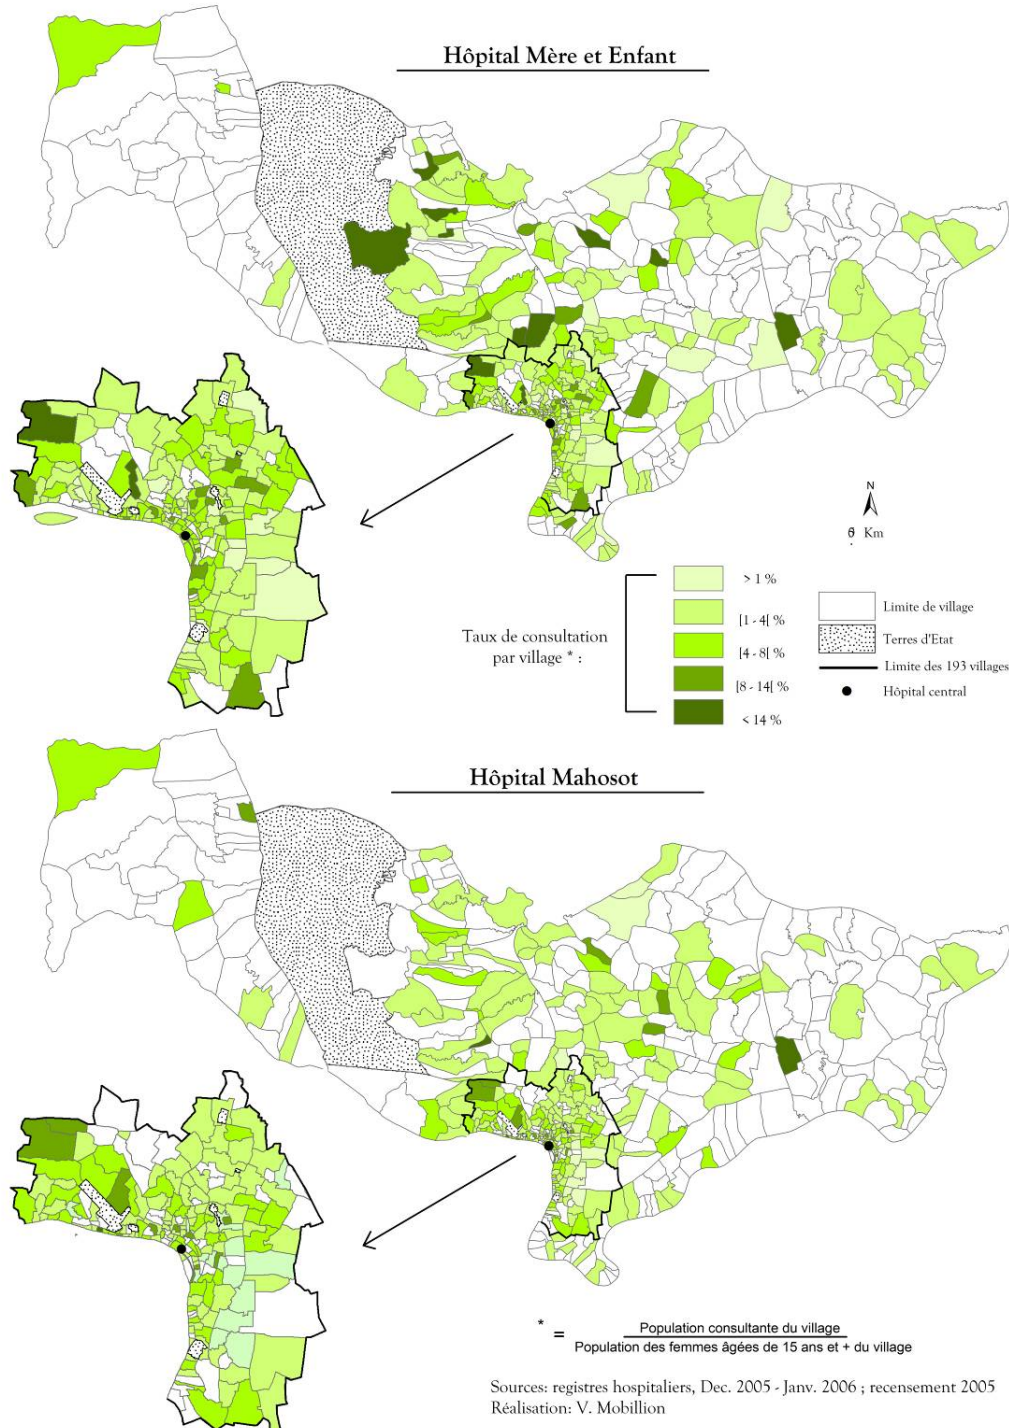 Hôpital Mère et Enfant
N
Km
Taux de consultation
par village * :
> 1 %
[1 - 4[ %
[4 - 8[ %
[8 - 14[ %
< 14 %
Limite de village
Terres d'Etat
Limite des 193 villages
Hôpital central
Hôpital Mahosot
* = Population consultante du village
Population des femmes âgées de 15 ans et + du village
Sources: registres hospitaliers, Dec. 2005 - Janv. 2006 ; recensement 2005
Réalisation: V. Mobillion